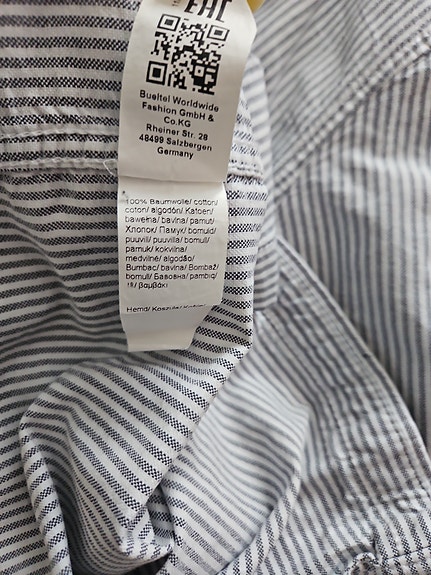 EAC
Bueltel Worldwide
Fashion GmbH &
Co.KG
Rheiner Str. 28
48499 Salzbergen
Germany
100% Baumwolle/ cotton/
coton/ algodón/ Katoen/
bawełna/ bavlna/ pamut/
Хлопок/ Памук/ bomuld/
puuvill/ puuvilla/ bomull/
pamuk/ kokvilna/
medvilnė/ algodão/
Bumbac/ bavlna/ Bombaž/
bomull/ Бавовна/ pambiq/
βαμβάκι
Hemd/ Koszule/